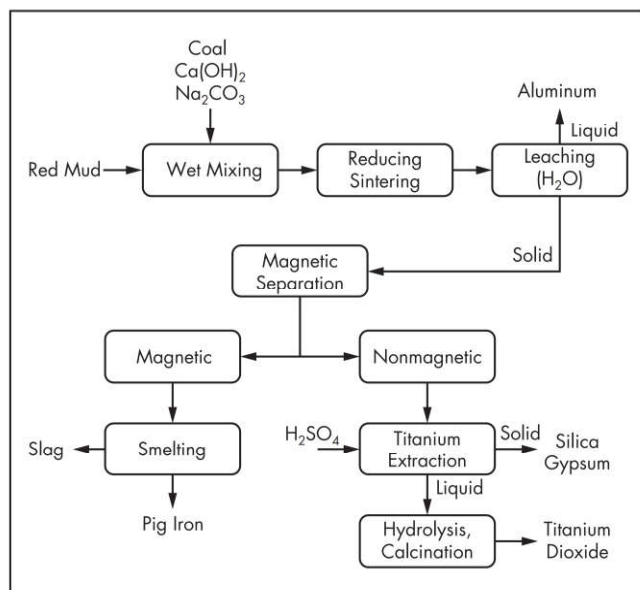 Coal
Ca(OH)₂
Na₂CO₃
Aluminum
Liquid
Red Mud
Wet Mixing
Reducing
Sintering
Leaching
(H₂O)
Solid
Magnetic
Separation
Magnetic
Nonmagnetic
Slag
Smelting
H₂SO₄
Titanium
Extraction
Solid
Silica
Gypsum
Liquid
Pig Iron
Hydrolysis,
Calcination
Titanium
Dioxide